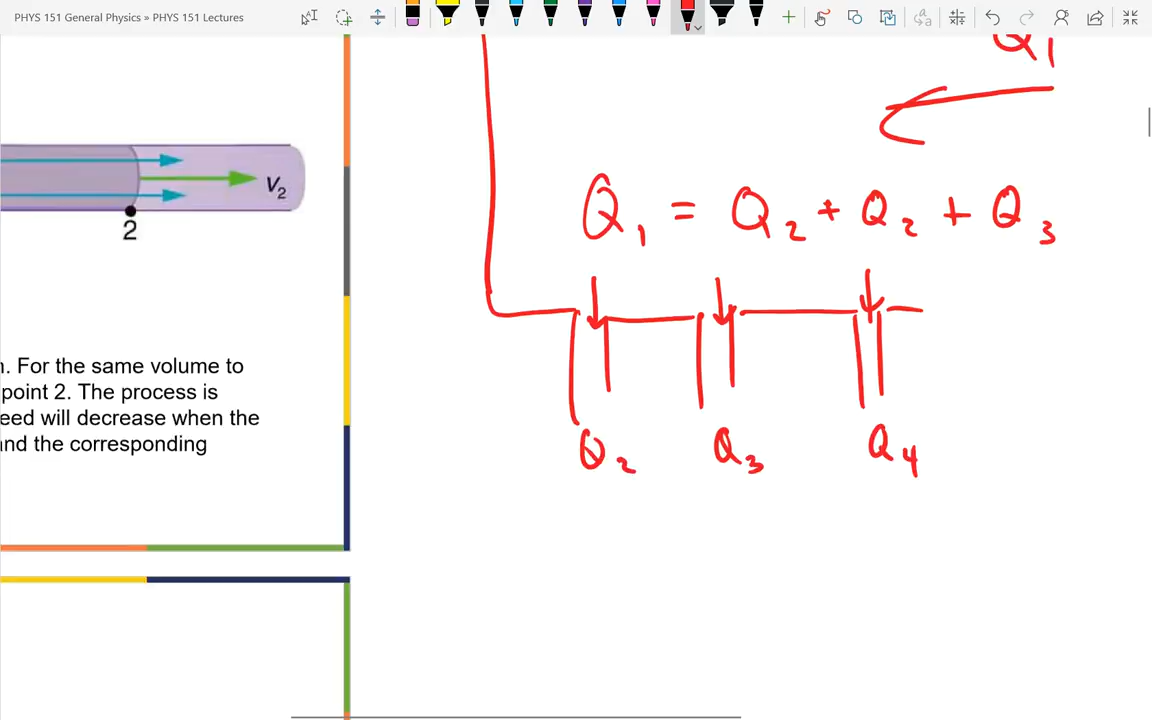 PHYS 151 General Physics » PHYS 151 Lectures
Q1
V2
2
Q1 = Q2 + Q2 + Q3
n. For the same volume to
point 2. The process is
eed will decrease when the
and the corresponding
Q2 Q3 Q4